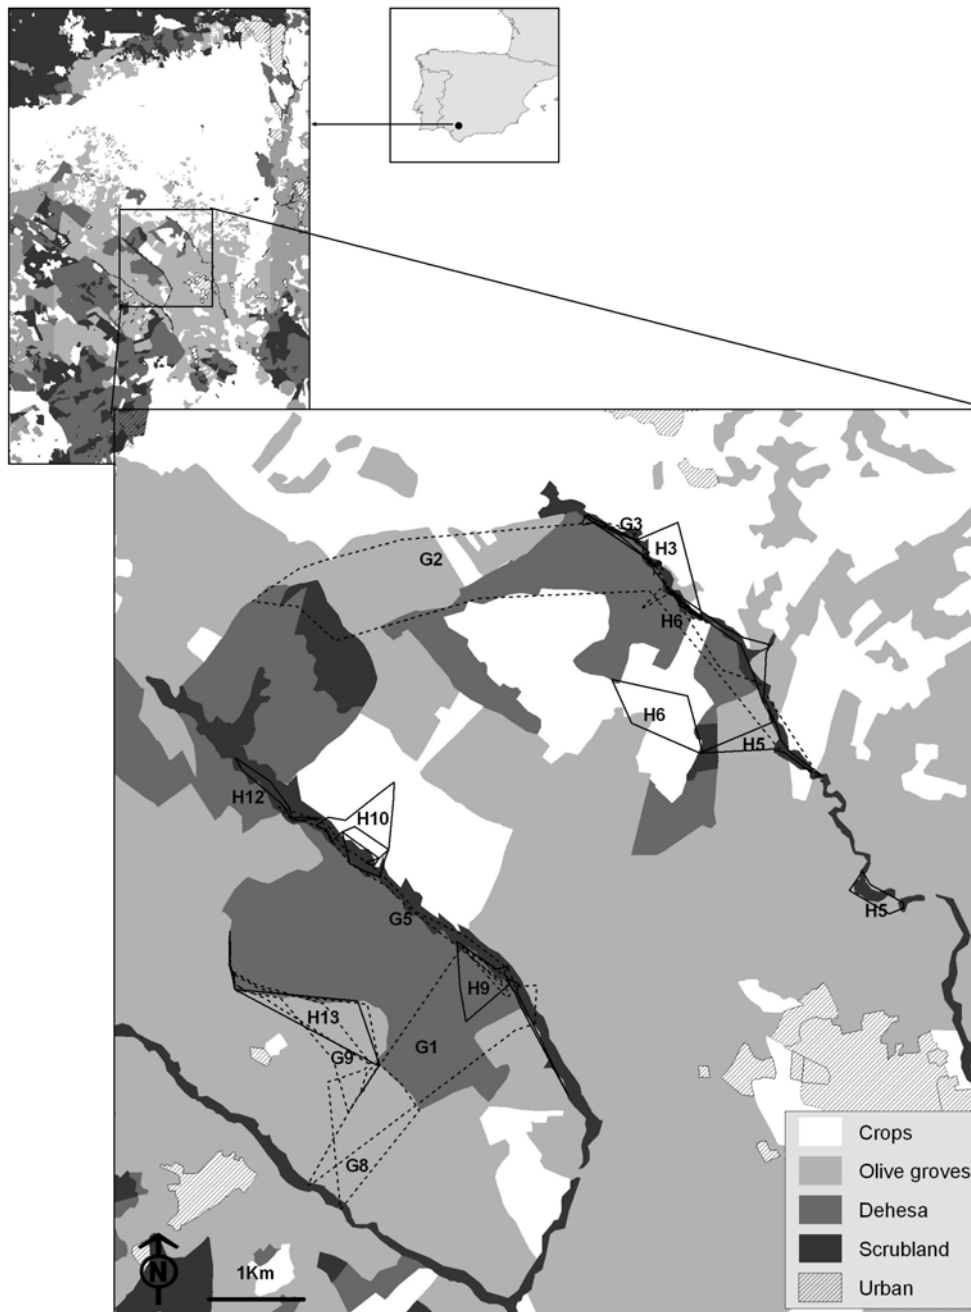 G3
G2
H3
H6
H6
H5
H12
H10
H5
G5
H9
H13
G1
G9
G8
Crops
Olive groves
Dehesa
Scrubland
Urban
N
1Km